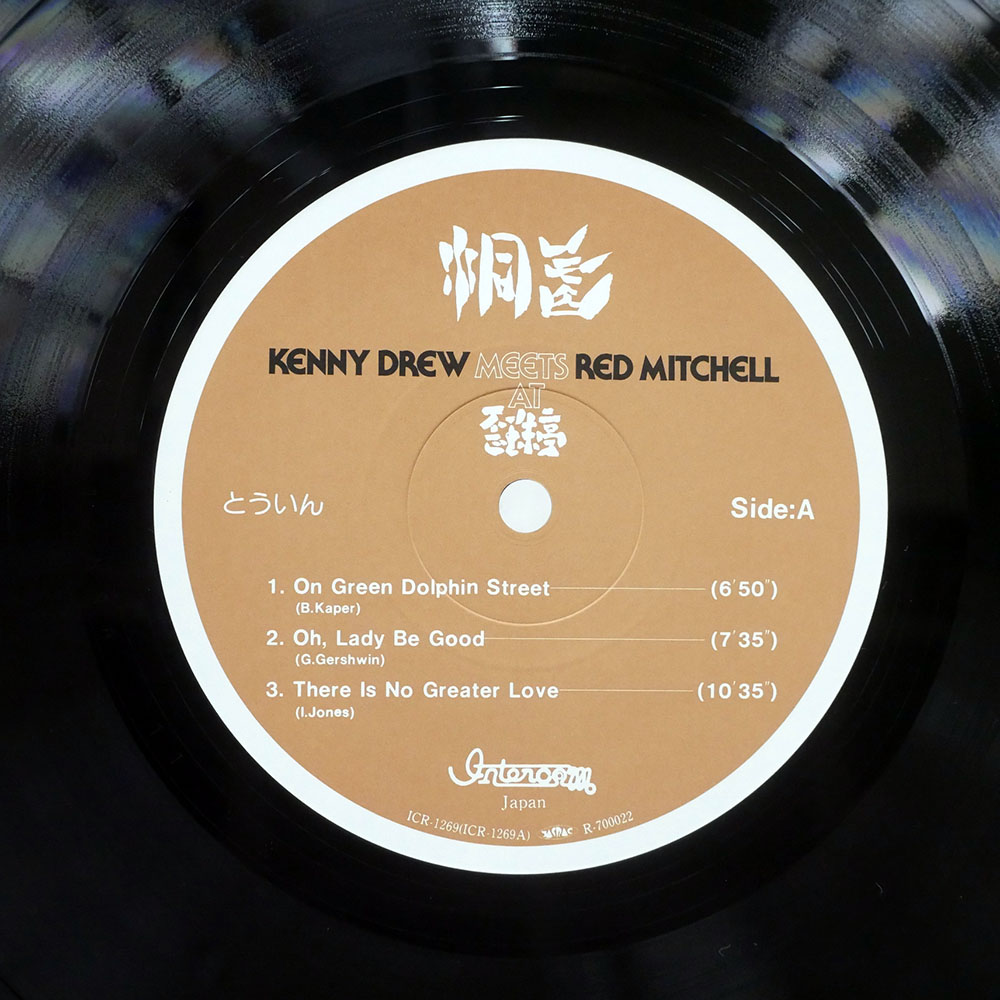 KENNY DREW MEETS RED MITCHELL
AT
とういん
Side:A
1. On Green Dolphin Street (6'50")
(B.Kaper)
2. Oh, Lady Be Good (7'35")
(G.Gershwin)
3. There Is No Greater Love (10'35")
(I.Jones)
Interoom
Japan
ICR-1269(ICR-1269A) JASRAC R-700022